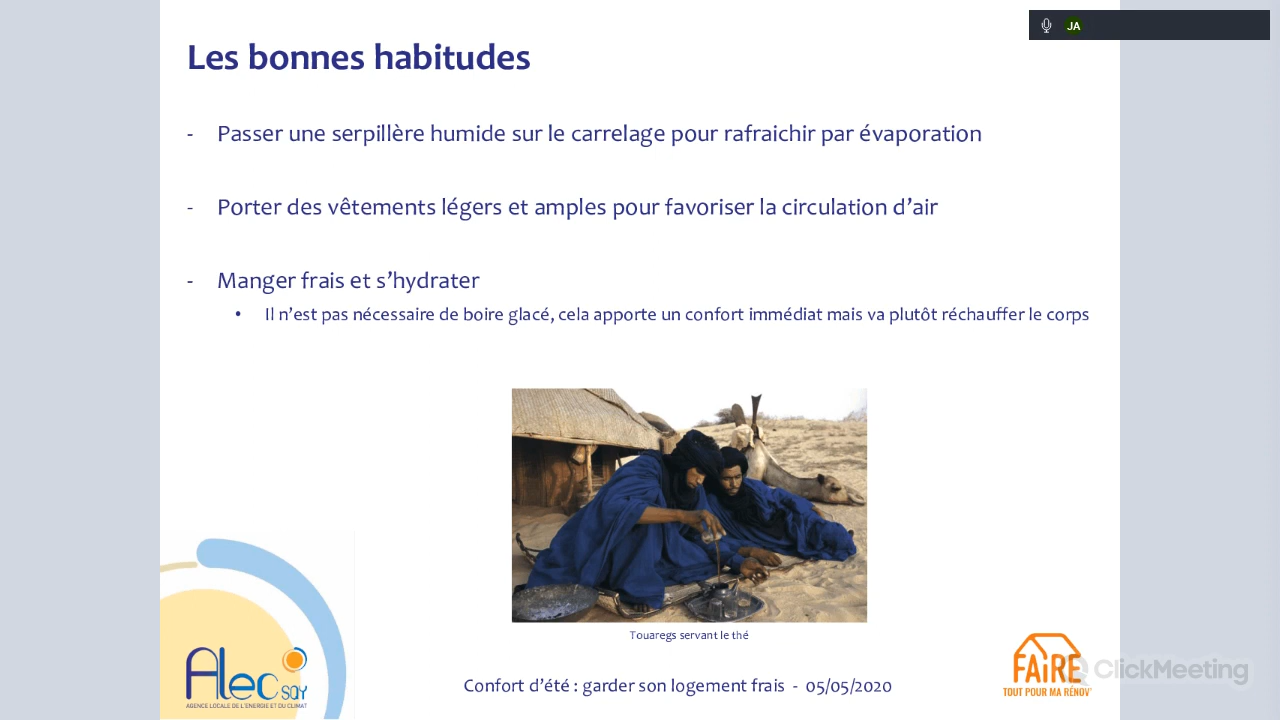 JA
Les bonnes habitudes
- Passer une serpillère humide sur le carrelage pour rafraichir par évaporation
- Porter des vêtements légers et amples pour favoriser la circulation d’air
- Manger frais et s’hydrater
• Il n’est pas nécessaire de boire glacé, cela apporte un confort immédiat mais va plutôt réchauffer le corps
Touaregs servant le thé
Alec SQY
AGENCE LOCALE DE L'ENERGIE ET DU CLIMAT
Confort d’été : garder son logement frais - 05/05/2020
FAiRE
TOUT POUR MA RÉNOV'
ClickMeeting